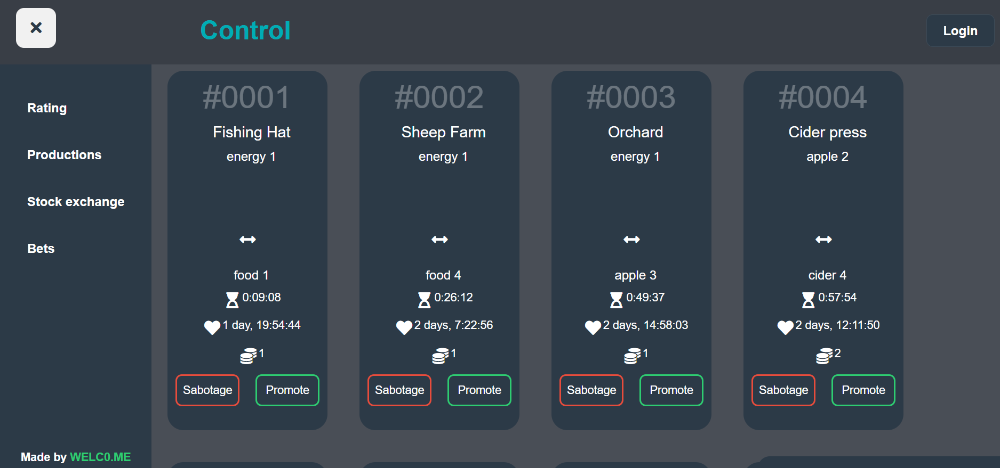 Control
Login
Rating
Productions
Stock exchange
Bets
Made by WELC0.ME
#0001
Fishing Hat
energy 1
food 1
0:09:08
1 day, 19:54:44
1
Sabotage
Promote
#0002
Sheep Farm
energy 1
food 4
0:26:12
2 days, 7:22:56
1
Sabotage
Promote
#0003
Orchard
energy 1
apple 3
0:49:37
2 days, 14:58:03
1
Sabotage
Promote
#0004
Cider press
apple 2
cider 4
0:57:54
2 days, 12:11:50
2
Sabotage
Promote